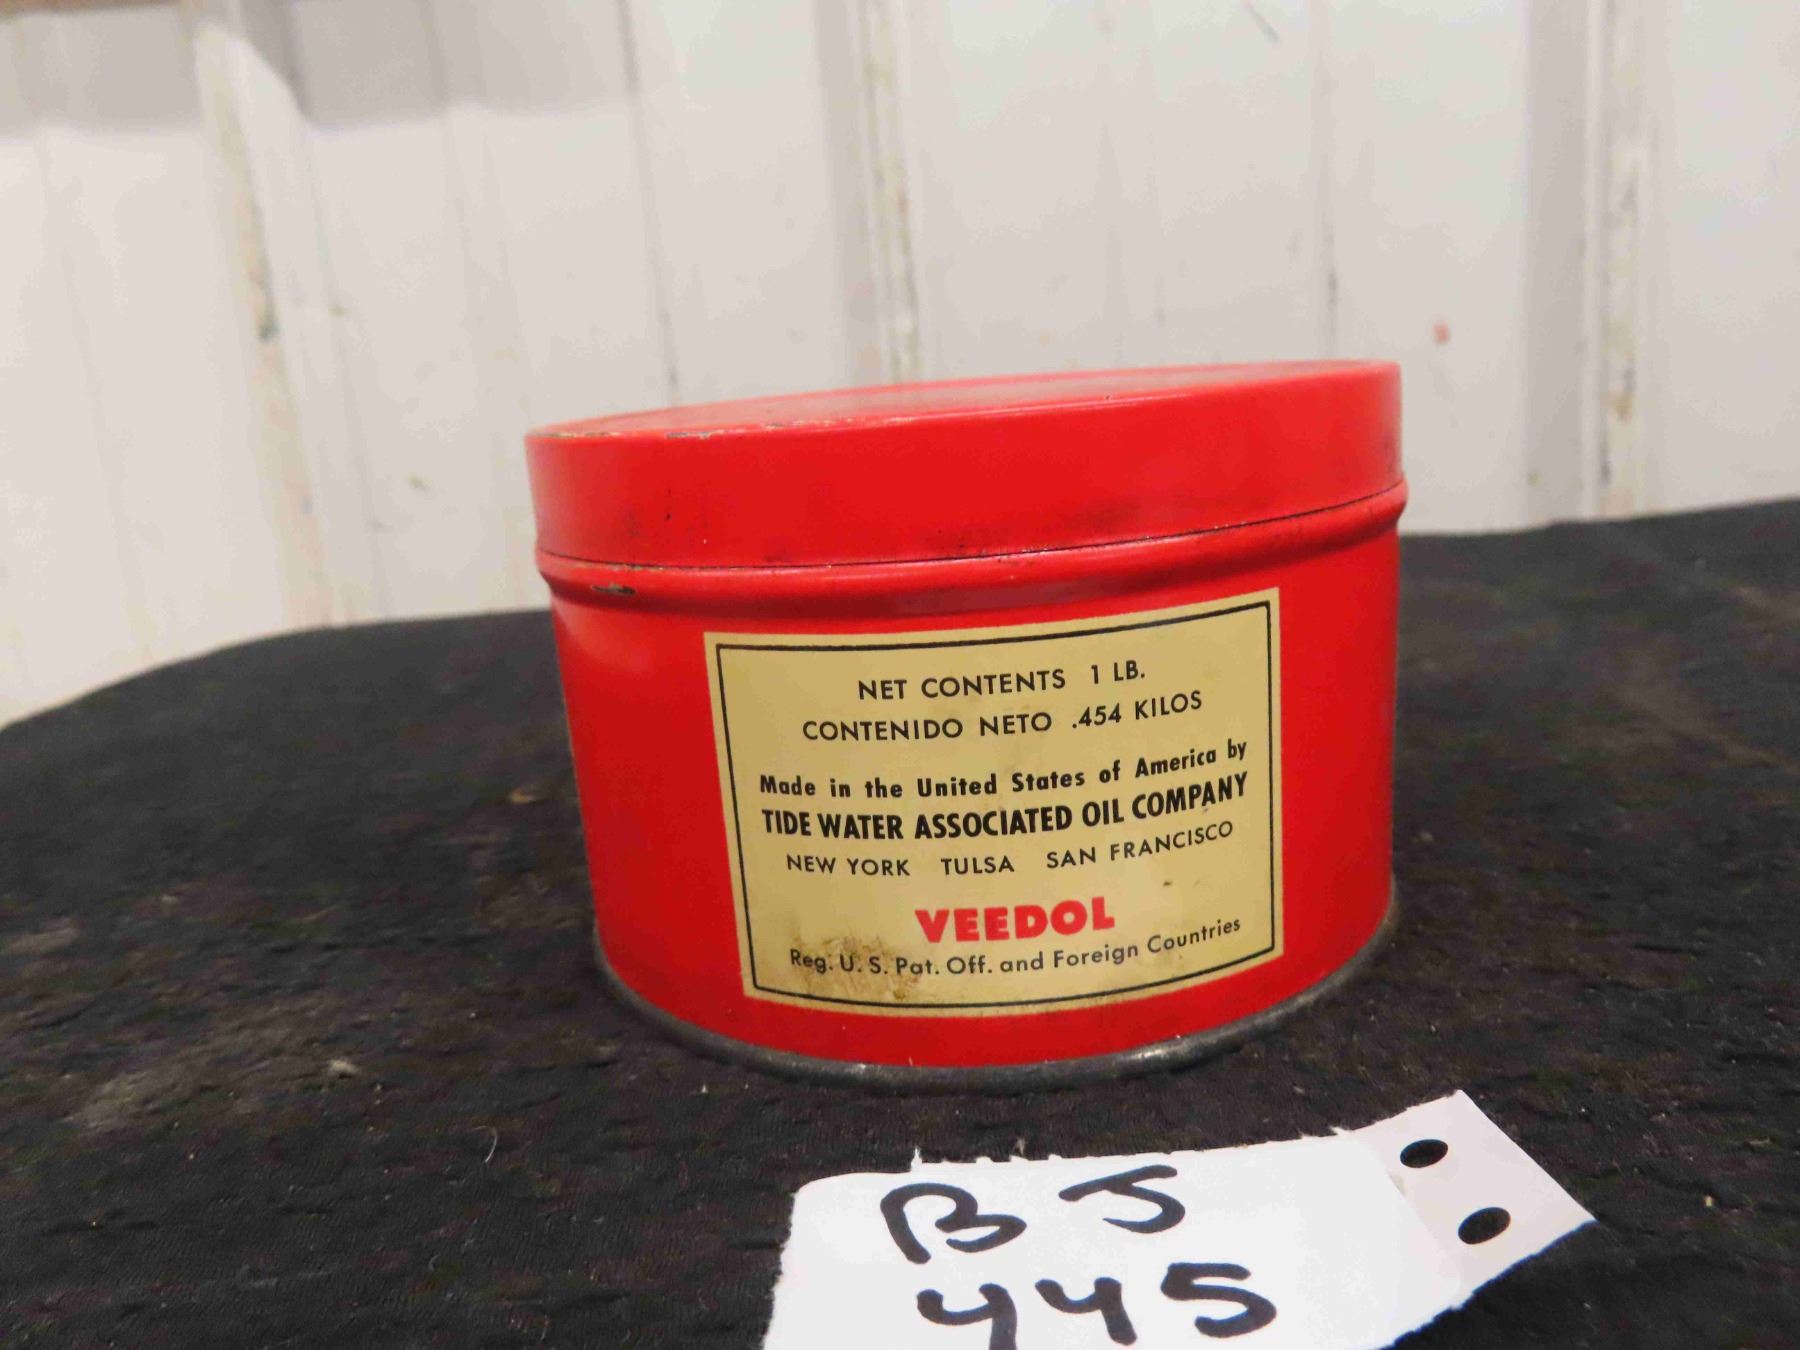 NET CONTENTS 1 LB.
CONTENIDO NETO .454 KILOS
Made in the United States of America by
TIDE WATER ASSOCIATED OIL COMPANY
NEW YORK TULSA SAN FRANCISCO
VEEDOL
Reg. U. S. Pat. Off. and Foreign Countries
BJ
445